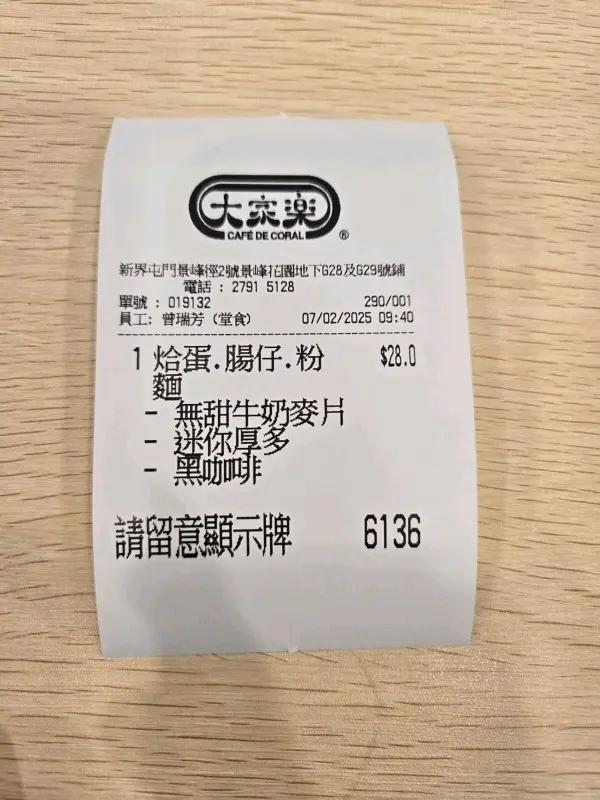 大家樂
CAFÉ DE CORAL
®
新界屯門景峰徑2號景峰花園地下G28及G29號鋪
電話 : 2791 5128
單號 : 019132 290/001
員工: 曾瑞芳 (堂食) 07/02/2025 09:40
1 烚蛋.腸仔.粉 $28.0
麵
- 無甜牛奶麥片
- 迷你厚多
- 黑咖啡
請留意顯示牌 6136